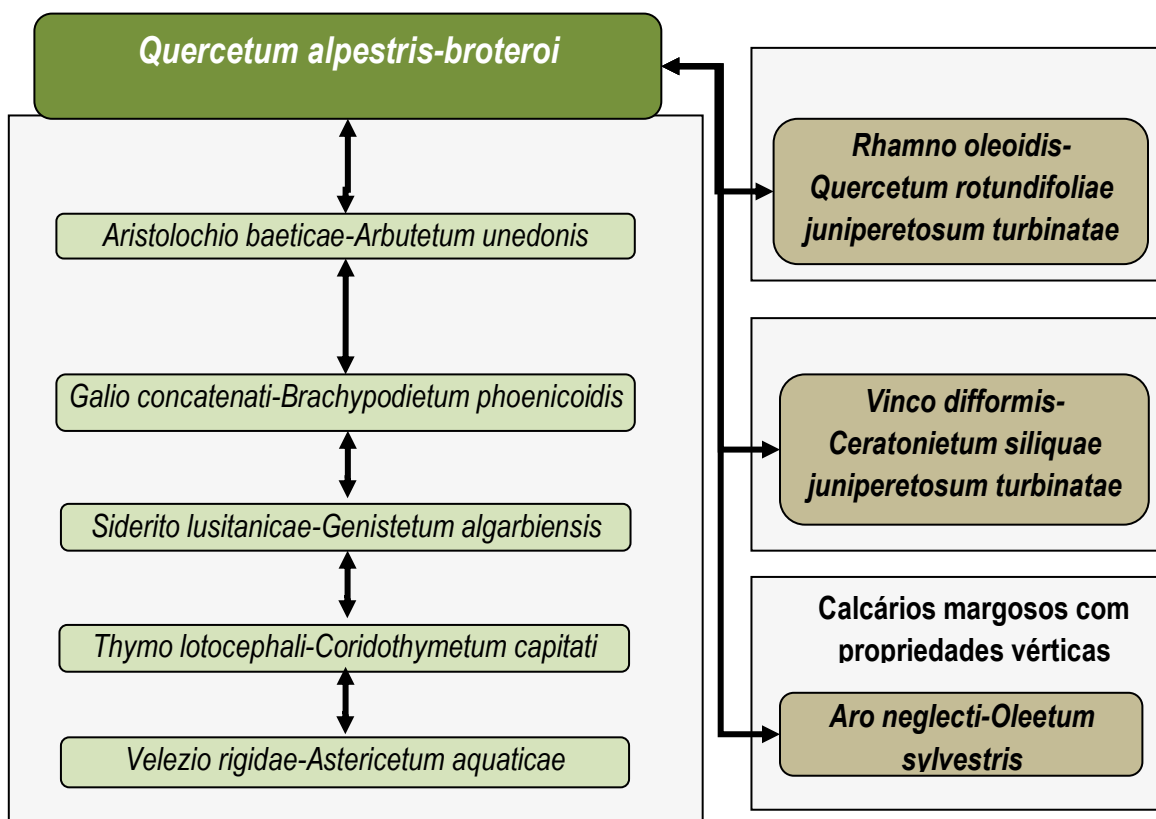 Quercetum alpestris-broteroi
Aristolochio baeticae-Arbutetum unedonis
Galio concatenati-Brachypodietum phoenicoidis
Siderito lusitanicae-Genistetum algarbiensis
Thymo lotocephali-Coridothymetum capitati
Velezio rigidae-Astericetum aquaticae
Rhamno oleoidis-
Quercetum rotundifoliae
juniperetosum turbinatae
Vinco difformis-
Ceratonietum siliquae
juniperetosum turbinatae
Calcários margosos com
propriedades vérticas
Aro neglecti-Oleetum
sylvestris